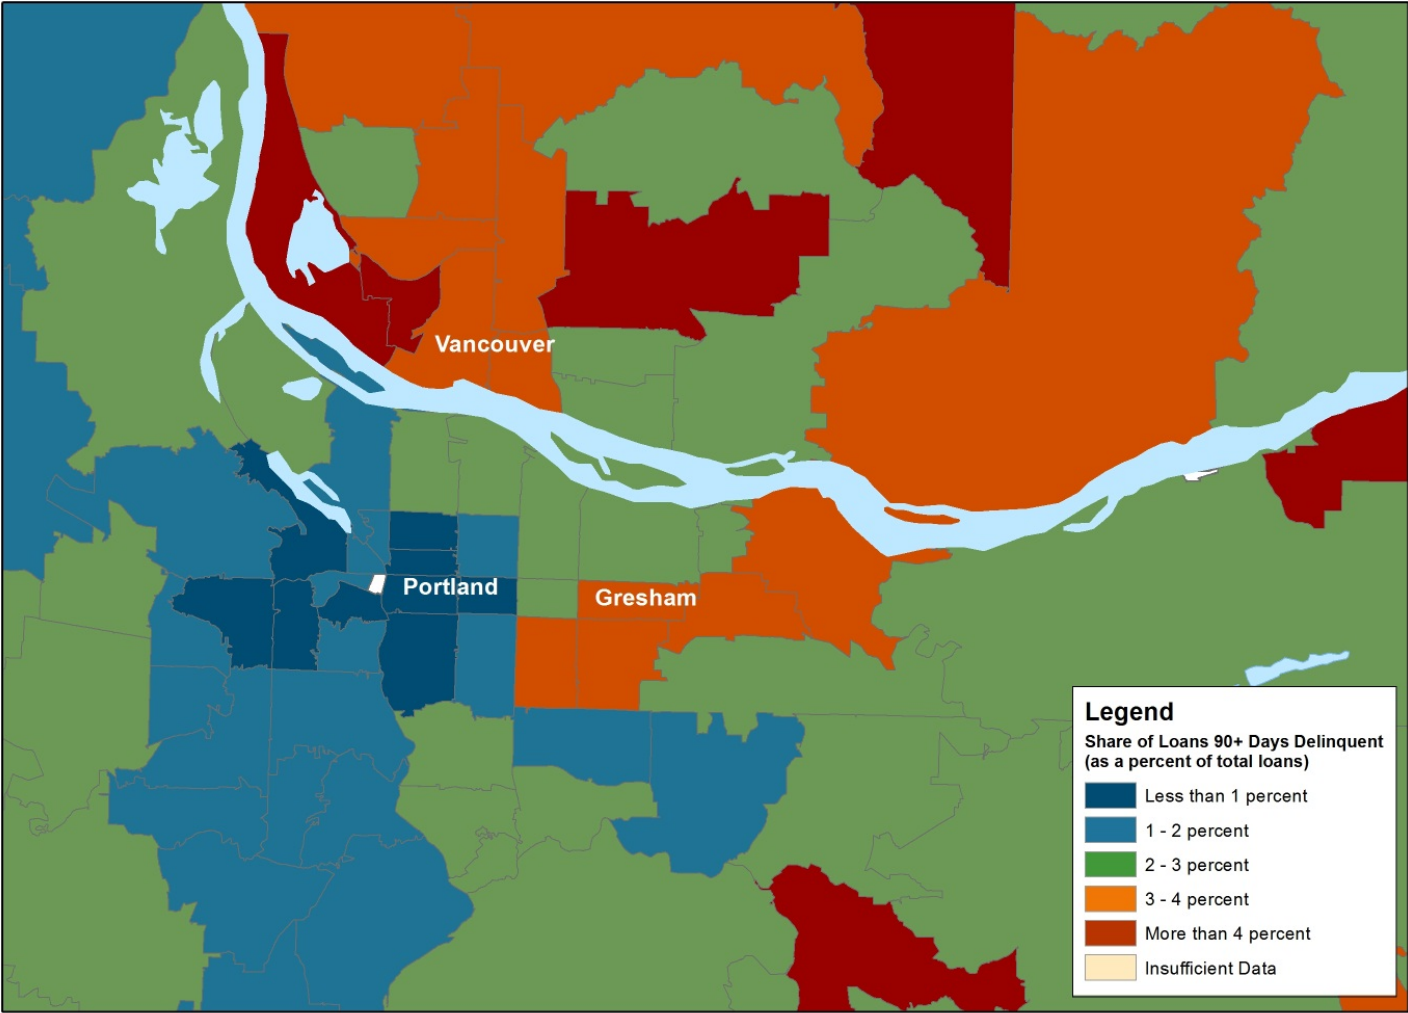 Vancouver
Portland
Gresham
Legend
Share of Loans 90+ Days Delinquent
(as a percent of total loans)
Less than 1 percent
1 - 2 percent
2 - 3 percent
3 - 4 percent
More than 4 percent
Insufficient Data